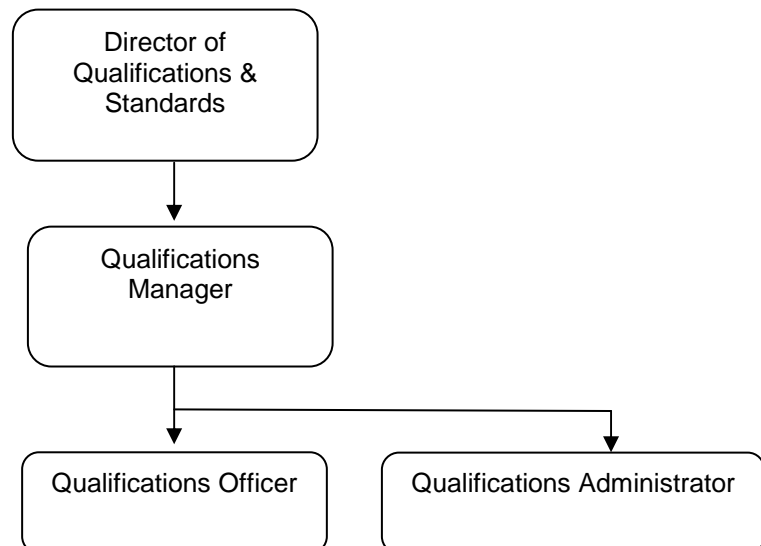 Director of
Qualifications &
Standards
Qualifications
Manager
Qualifications Officer
Qualifications Administrator